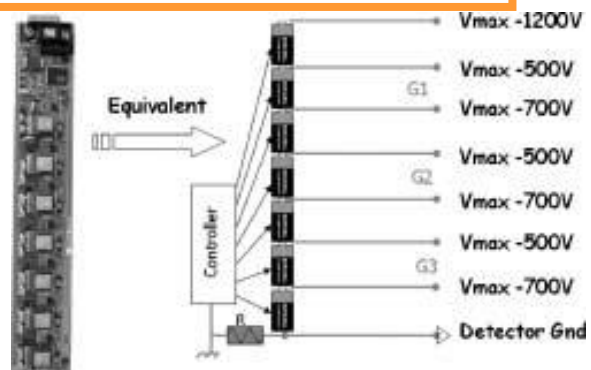 Vmax -1200V
Vmax -500V
G1
Equivalent
Vmax -700V
Vmax -500V
G2
Vmax -700V
Controller
Vmax -500V
G3
Vmax -700V
R
Detector Gnd